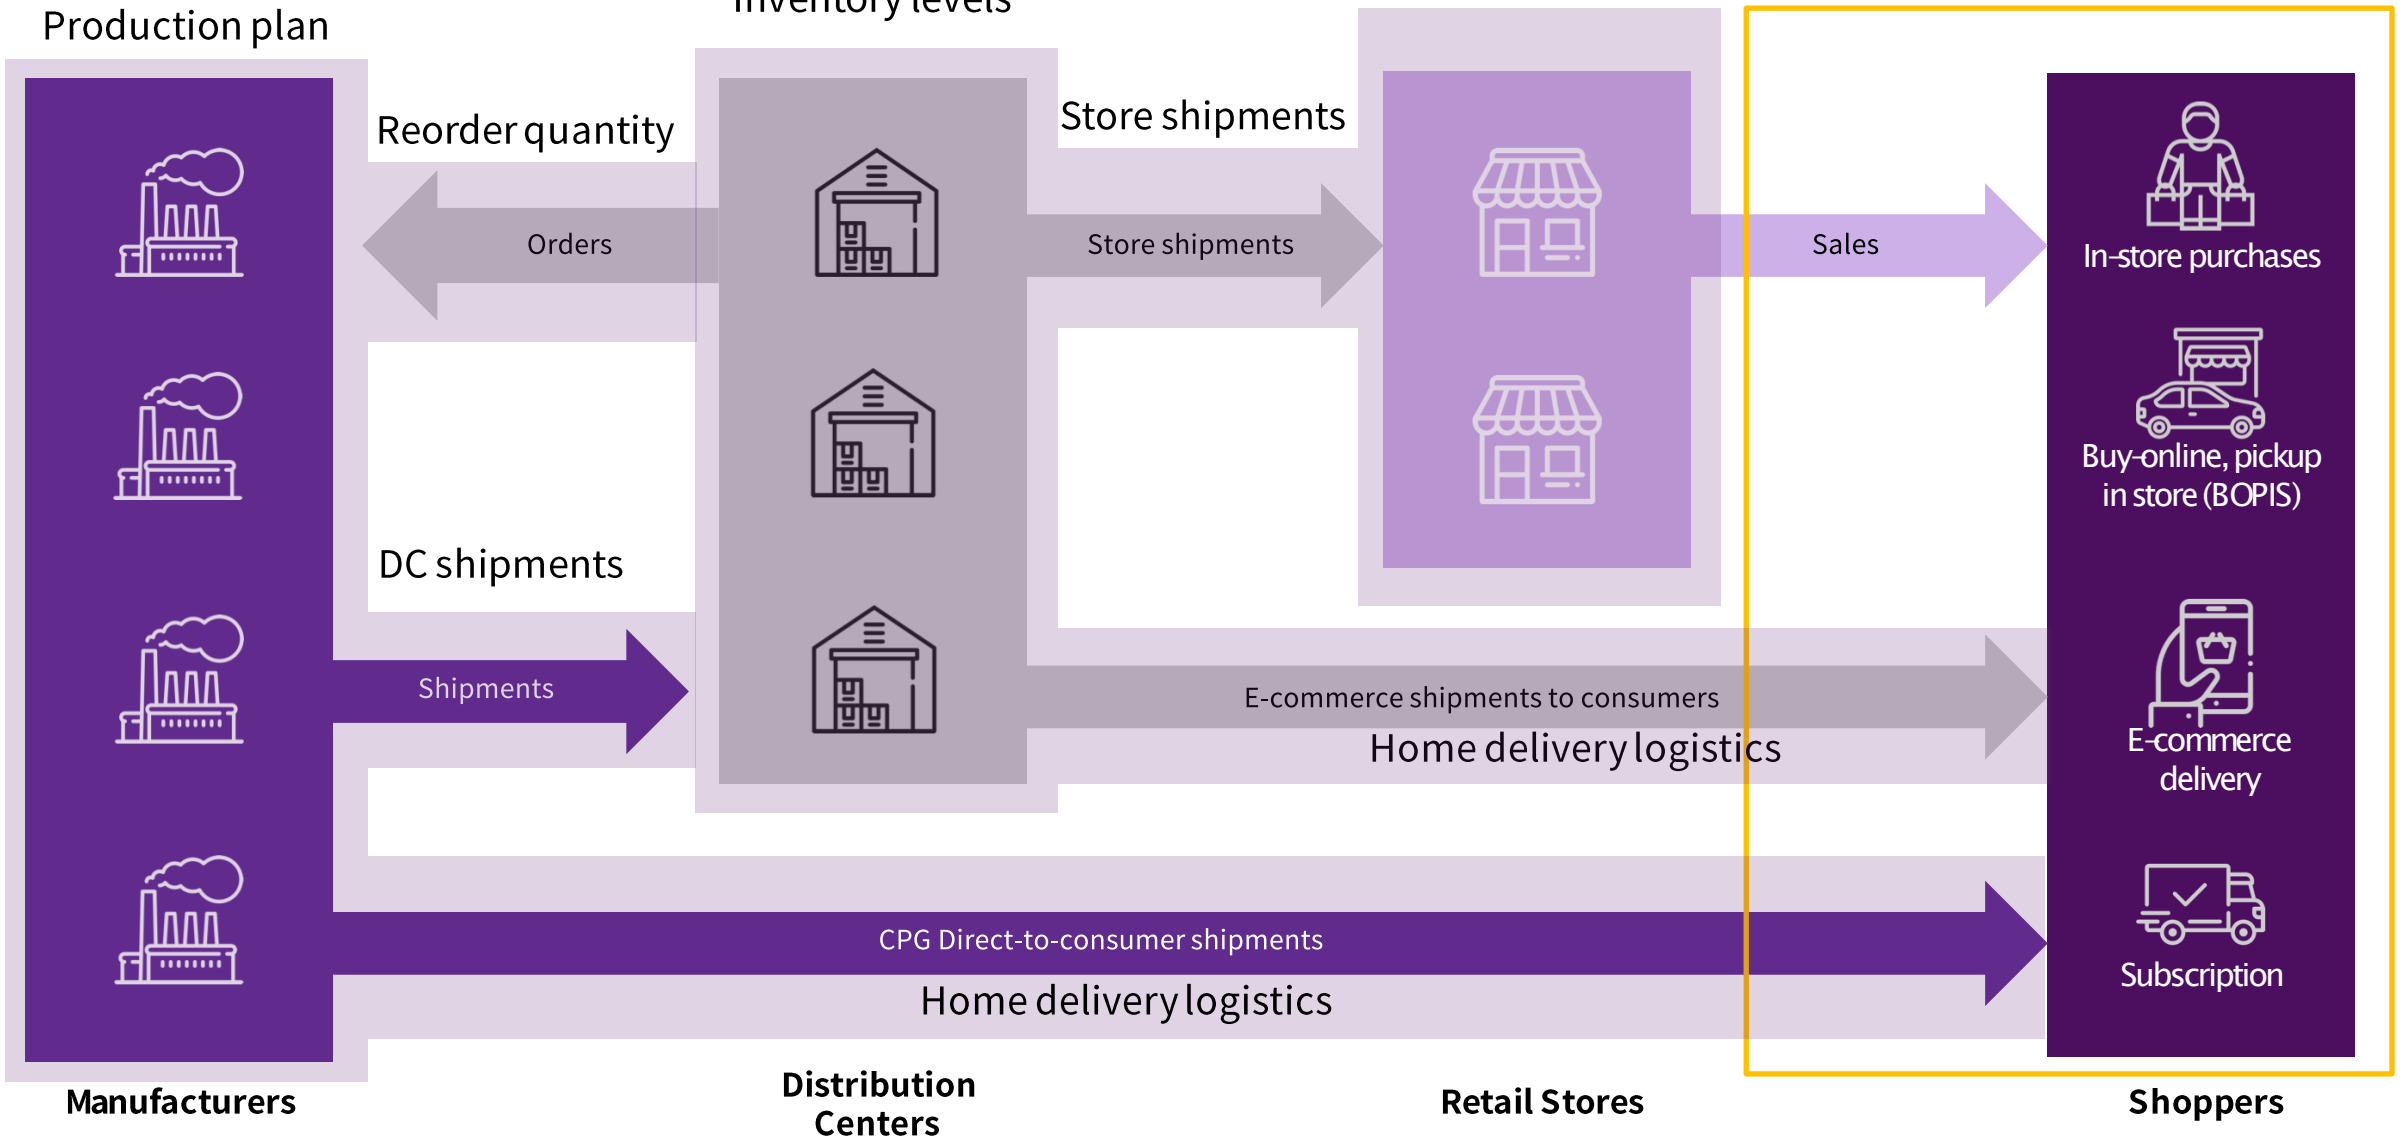 Inventory levels
Production plan
Reorder quantity
Store shipments
Orders
Store shipments
Sales
In-store purchases
Buy-online, pickup
in store (BOPIS)
DC shipments
Shipments
E-commerce shipments to consumers
Home delivery logistics
E-commerce
delivery
CPG Direct-to-consumer shipments
Home delivery logistics
Subscription
Manufacturers
Distribution
Centers
Retail Stores
Shoppers